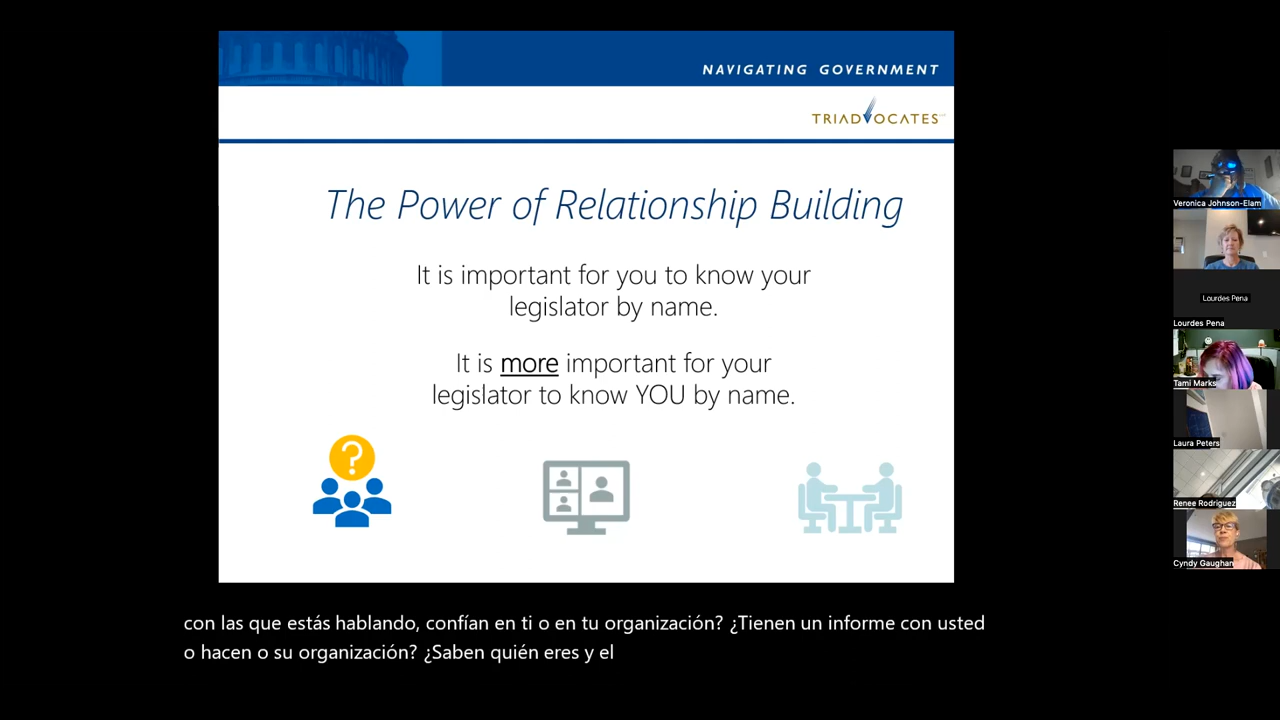 NAVIGATING GOVERNMENT
TRIADVOCATES
The Power of Relationship Building
It is important for you to know your
legislator by name.
It is more important for your
legislator to know YOU by name.
?
Veronica Johnson-Elam
Lourdes Pena
Lourdes Pena
Tami Marks
Laura Peters
Renee Rodriguez
Cyndy Gaughan
con las que estás hablando, confían en ti o en tu organización? ¿Tienen un informe con usted
o hacen o su organización? ¿Saben quién eres y el